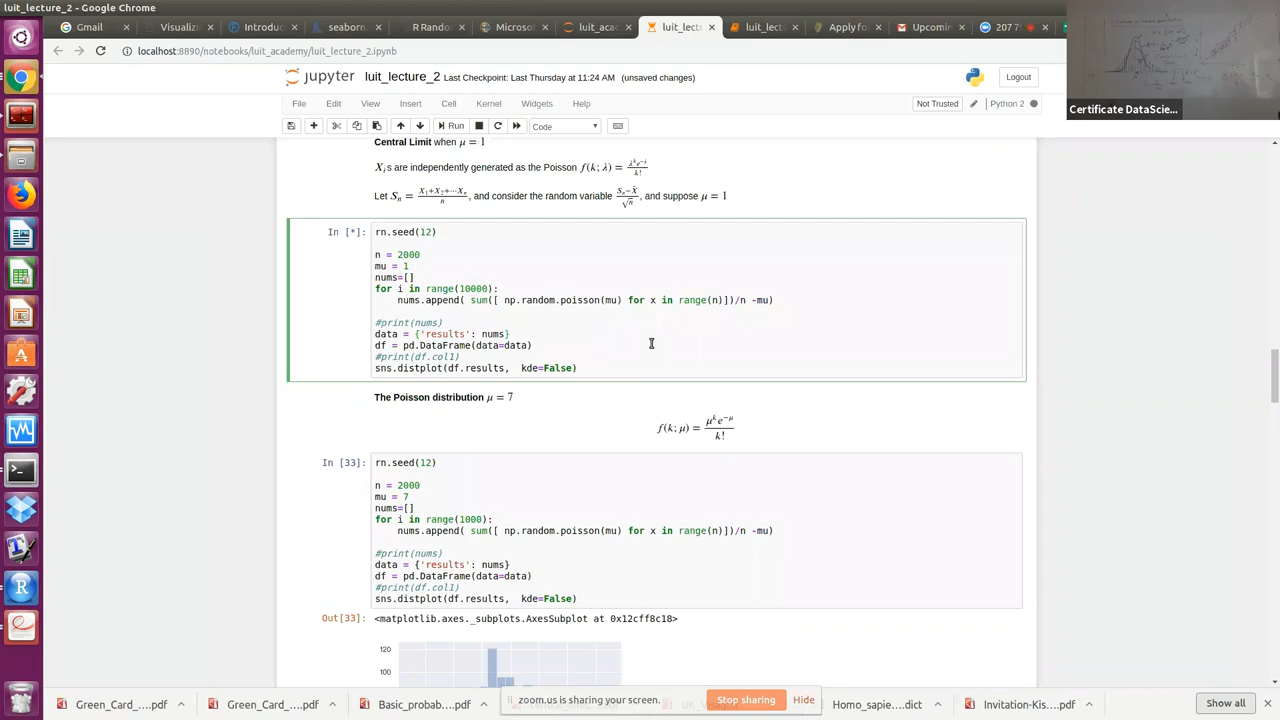 luit_lecture_2 - Google Chrome
Gmail
Visualizi
Introduc
seaborn
R Randor
Microso
luit_aca
luit_lect
luit_lect
Apply fo
Upcomi
207 7
localhost:8890/notebooks/luit_academy/luit_lecture_2.ipynb
jupyter luit_lecture_2 Last Checkpoint: Last Thursday at 11:24 AM (unsaved changes)
Logout
Certificate DataScie...
File Edit View Insert Cell Kernel Widgets Help
Not Trusted
Python 2
Run
Code
Central Limit when μ = 1
X_i s are independently generated as the Poisson f(k; λ) = λ^k e^{-λ} / k!
Let S_n = X_1+X_2+⋯X_n / n, and consider the random variable S_n−X̄ / √n, and suppose μ = 1
In [*]:
rn.seed(12)
n = 2000
mu = 1
nums=[]
for i in range(10000):
nums.append( sum([ np.random.poisson(mu) for x in range(n)])/n -mu)
#print(nums)
data = {'results': nums}
df = pd.DataFrame(data=data)
#print(df.col1)
sns.distplot(df.results, kde=False)
The Poisson distribution μ = 7
f(k; μ) = μ^k e^{-μ} / k!
In [33]:
rn.seed(12)
n = 2000
mu = 7
nums=[]
for i in range(1000):
nums.append( sum([ np.random.poisson(mu) for x in range(n)])/n -mu)
#print(nums)
data = {'results': nums}
df = pd.DataFrame(data=data)
#print(df.col1)
sns.distplot(df.results, kde=False)
Out[33]:
<matplotlib.axes._subplots.AxesSubplot at 0x12cff8c18>
120
100
zoom.us is sharing your screen.
Stop sharing
Hide
Green_Card_....pdf
Green_Card_....pdf
Basic_probab....pdf
Homo_sapie....dict
Invitation-Kis....pdf
Show all